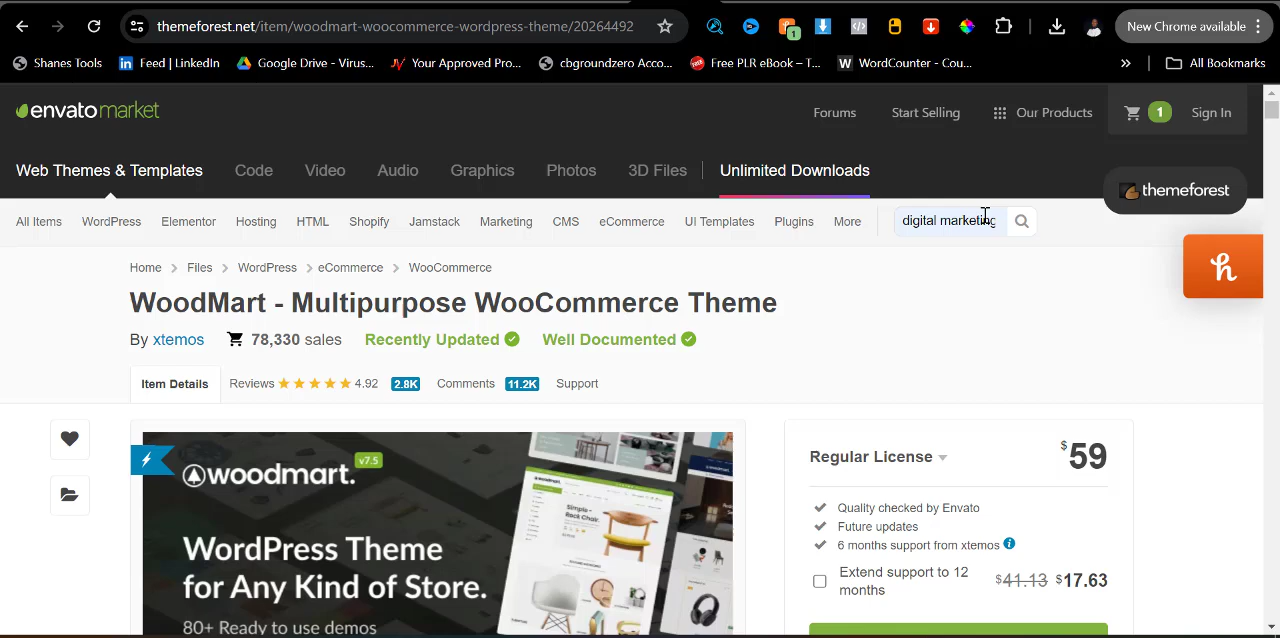 themeforest.net/item/woodmart-woocommerce-wordpress-theme/20264492
1
New Chrome available
Shanes Tools
Feed | LinkedIn
Google Drive - Virus...
Your Approved Pro...
cbgroundzero Acco...
Free PLR eBook – T...
WordCounter - Cou...
»
All Bookmarks
envatomarket
Forums
Start Selling
Our Products
1
Sign In
Web Themes & Templates
Code
Video
Audio
Graphics
Photos
3D Files
Unlimited Downloads
themeforest
All Items
WordPress
Elementor
Hosting
HTML
Shopify
Jamstack
Marketing
CMS
eCommerce
UI Templates
Plugins
More
digital marketing
Home
Files
WordPress
eCommerce
WooCommerce
WoodMart - Multipurpose WooCommerce Theme
By xtemos
78,330 sales
Recently Updated
Well Documented
Item Details
Reviews
4.92
2.8K
Comments
11.2K
Support
woodmart.
v7.5
WordPress Theme
for Any Kind of Store.
80+ Ready to use demos
Simple -
Rock Chair.
Regular License
$59
Quality checked by Envato
Future updates
6 months support from xtemos
Extend support to 12
months
$41.13 $17.63